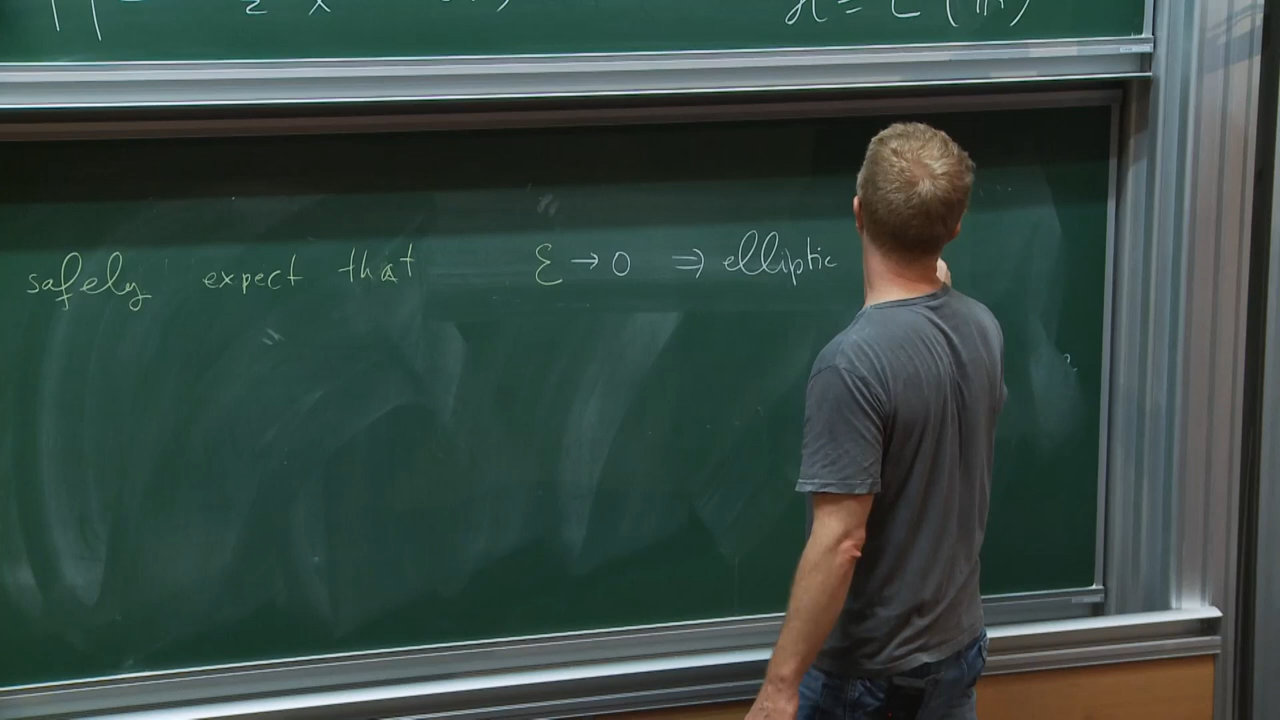 safely expect that ℰ → 0 ⇒ elliptic